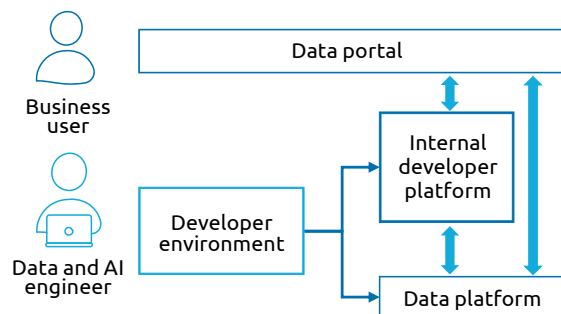 Data portal
Business
user
Internal
developer
platform
Developer
environment
Data and AI
engineer
Data platform